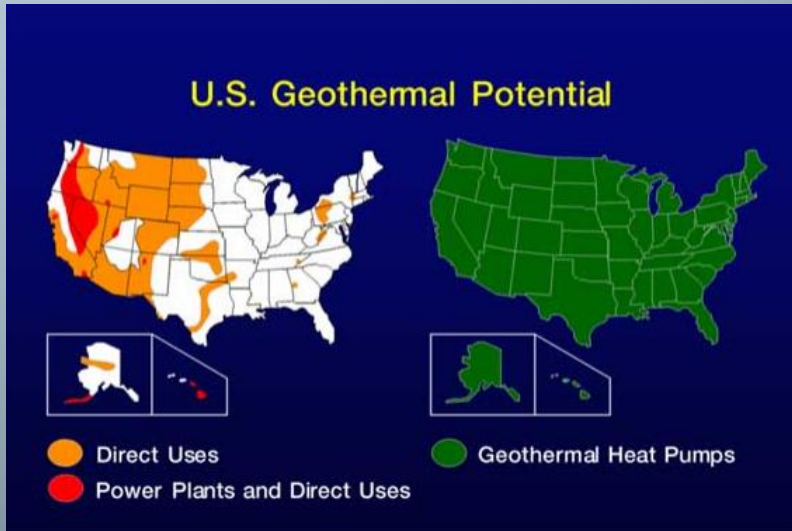 U.S. Geothermal Potential
Direct Uses
Power Plants and Direct Uses
Geothermal Heat Pumps